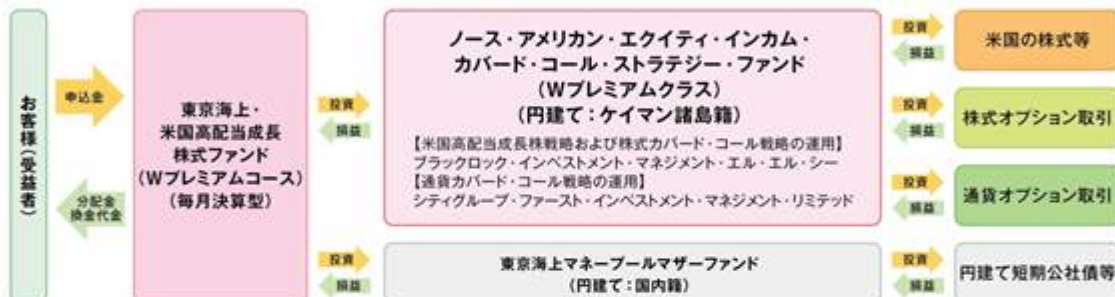 お客様(受益者)
申込金
分配金
換金代金
東京海上・
米国高配当成長
株式ファンド
(Wプレミアムコース)
(毎月決算型)
投資
損益
ノース・アメリカン・エクイティ・インカム・
カバード・コール・ストラテジー・ファンド
(Wプレミアムクラス)
(円建て:ケイマン諸島籍)
【米国高配当成長株戦略および株式カバード・コール戦略の運用】
ブラックロック・インベストメント・マネジメント・エル・エル・シー
【通貨カバード・コール戦略の運用】
シティグループ・ファースト・インベストメント・マネジメント・リミテッド
投資
損益
米国の株式等
投資
損益
株式オプション取引
投資
損益
通貨オプション取引
投資
損益
東京海上マネープールマザーファンド
(円建て:国内籍)
投資
損益
円建て短期公社債等